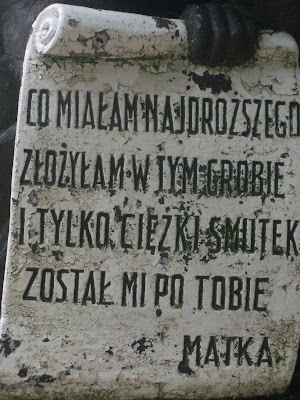 CO MIAŁAM NAJDROŻSZEGO
ZŁOŻYŁAM W TYM GROBIE
I TYLKO CIĘŻKI SMUTEK
ZOSTAŁ MI PO TOBIE
MATKA